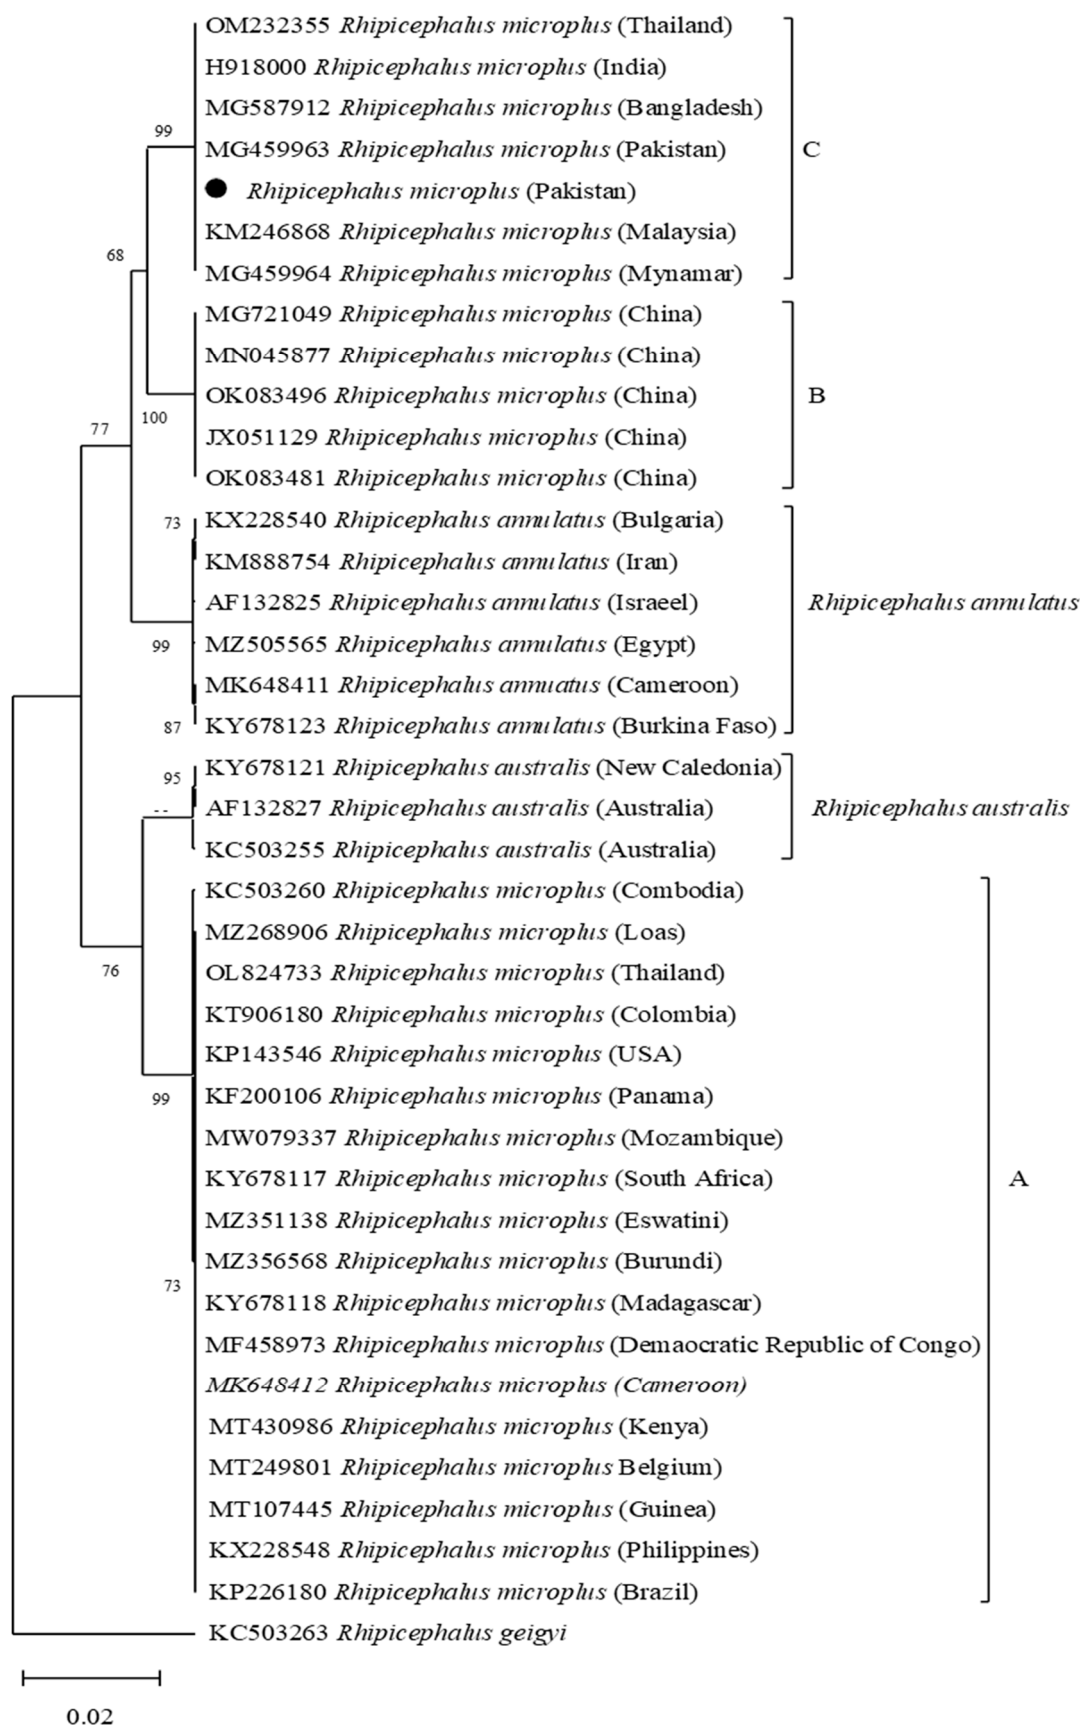 OM232355 Rhipicephalus microplus (Thailand)
H918000 Rhipicephalus microplus (India)
MG587912 Rhipicephalus microplus (Bangladesh)
99
MG459963 Rhipicephalus microplus (Pakistan)
C
Rhipicephalus microplus (Pakistan)
KM246868 Rhipicephalus microplus (Malaysia)
68
MG459964 Rhipicephalus microplus (Mynamar)
MG721049 Rhipicephalus microplus (China)
MN045877 Rhipicephalus microplus (China)
OK083496 Rhipicephalus microplus (China)
B
100
77
JX051129 Rhipicephalus microplus (China)
OK083481 Rhipicephalus microplus (China)
73
KX228540 Rhipicephalus annulatus (Bulgaria)
KM888754 Rhipicephalus annulatus (Iran)
AF132825 Rhipicephalus annulatus (Israeel)
Rhipicephalus annulatus
99
MZ505565 Rhipicephalus annulatus (Egypt)
MK648411 Rhipicephalus annuatus (Cameroon)
87
KY678123 Rhipicephalus annulatus (Burkina Faso)
KY678121 Rhipicephalus australis (New Caledonia)
95
--
AF132827 Rhipicephalus australis (Australia)
Rhipicephalus australis
KC503255 Rhipicephalus australis (Australia)
KC503260 Rhipicephalus microplus (Combodia)
MZ268906 Rhipicephalus microplus (Loas)
76
OL824733 Rhipicephalus microplus (Thailand)
KT906180 Rhipicephalus microplus (Colombia)
KP143546 Rhipicephalus microplus (USA)
99
KF200106 Rhipicephalus microplus (Panama)
MW079337 Rhipicephalus microplus (Mozambique)
KY678117 Rhipicephalus microplus (South Africa)
A
MZ351138 Rhipicephalus microplus (Eswatini)
MZ356568 Rhipicephalus microplus (Burundi)
73
KY678118 Rhipicephalus microplus (Madagascar)
MF458973 Rhipicephalus microplus (Demaocratic Republic of Congo)
MK648412 Rhipicephalus microplus (Cameroon)
MT430986 Rhipicephalus microplus (Kenya)
MT249801 Rhipicephalus microplus Belgium)
MT107445 Rhipicephalus microplus (Guinea)
KX228548 Rhipicephalus microplus (Philippines)
KP226180 Rhipicephalus microplus (Brazil)
KC503263 Rhipicephalus geigyi
0.02